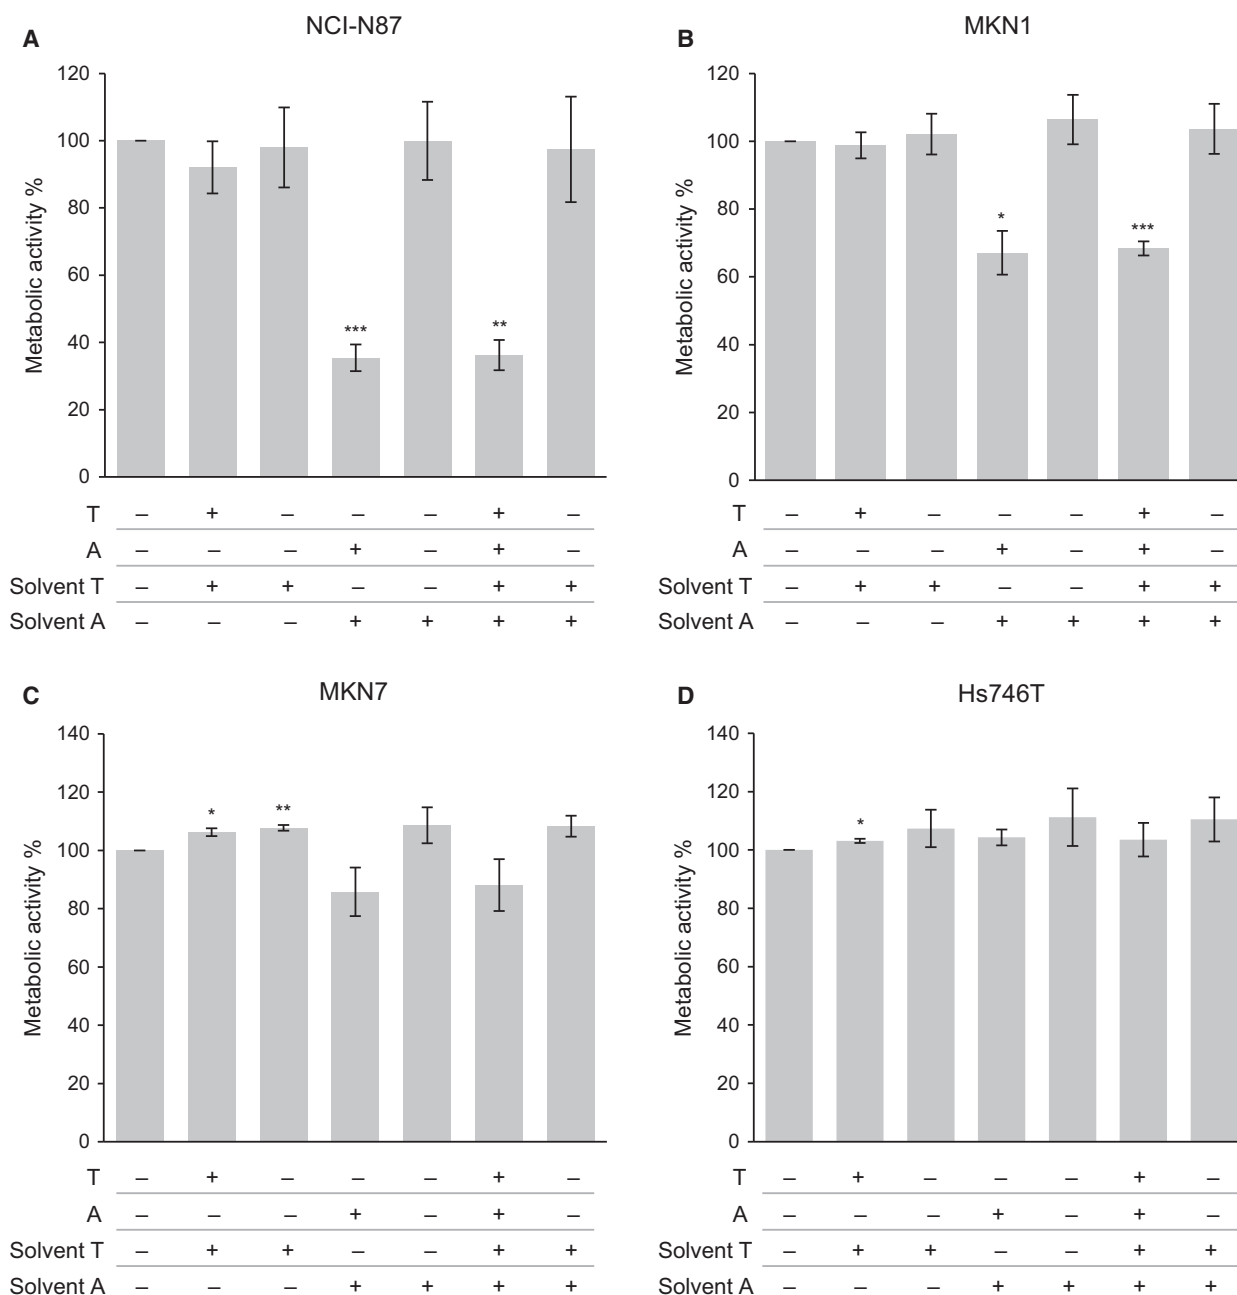 A
NCI-N87
120
100
80
60
40
20
0
Metabolic activity %
***
**
T – + – – – + –
A – – – + – + –
Solvent T – + + – – + +
Solvent A – – – + + + +
B
MKN1
120
100
80
60
40
20
0
Metabolic activity %
*
***
T – + – – – + –
A – – – + – + –
Solvent T – + + – – + +
Solvent A – – – + + + +
C
MKN7
140
120
100
80
60
40
20
0
Metabolic activity %
*
**
T – + – – – + –
A – – – + – + –
Solvent T – + + – – + +
Solvent A – – – + + + +
D
Hs746T
140
120
100
80
60
40
20
0
Metabolic activity %
*
T – + – – – + –
A – – – + – + –
Solvent T – + + – – + +
Solvent A – – – + + + +